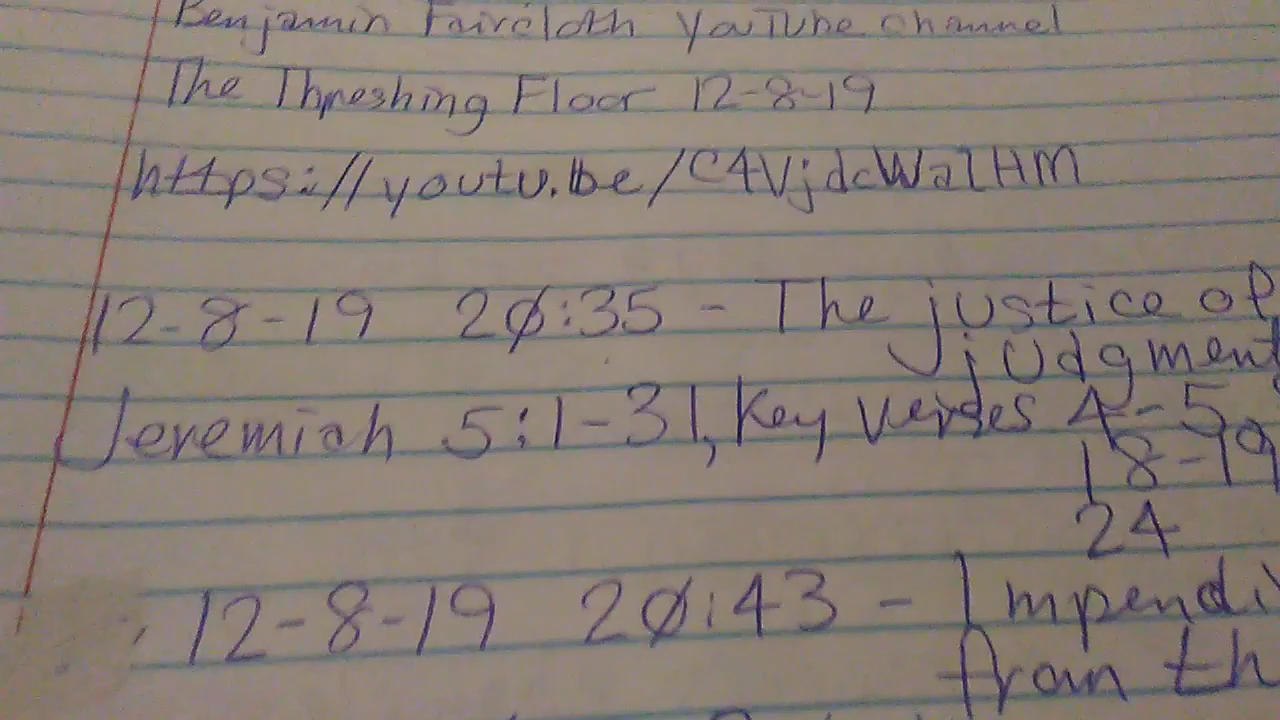 Benjamin Faircloth YouTube channel
The Threshing Floor 12-8-19
https://youtu.be/C4VjdcWalHM
12-8-19 20:35 - The justice of
judgment
Jeremiah 5:1-31, Key verses 4-5
18-19
24
12-8-19 20:43 - Impendi
from th